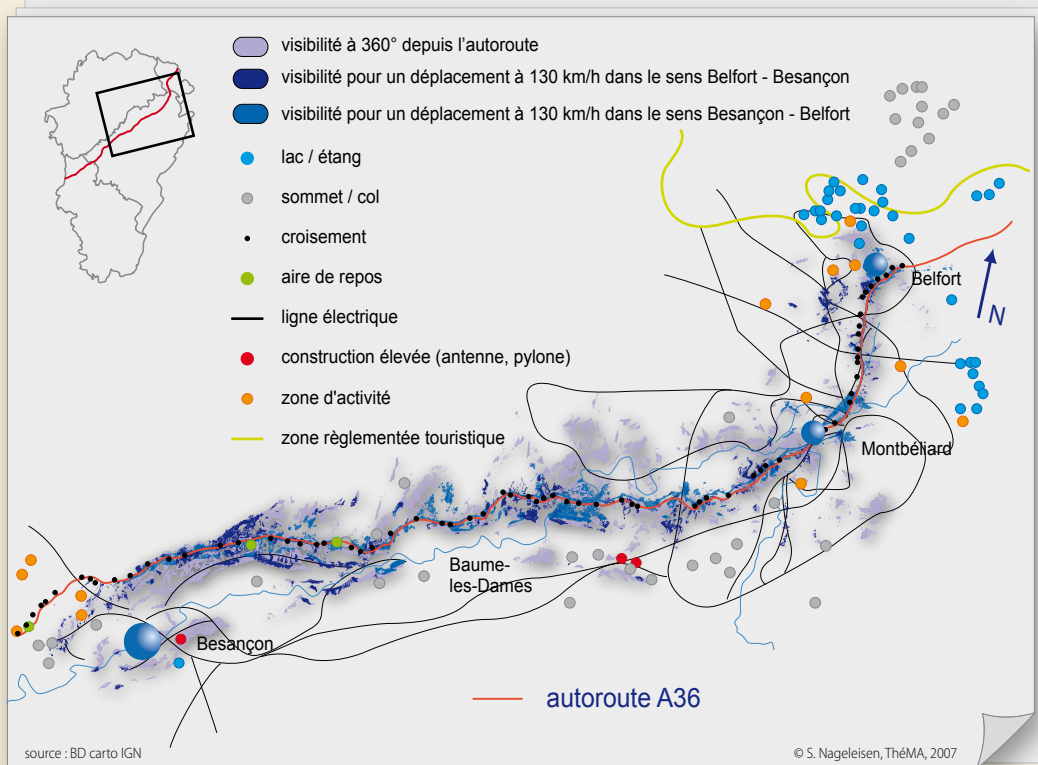 visibilité à 360° depuis l'autoroute
visibilité pour un déplacement à 130 km/h dans le sens Belfort - Besançon
visibilité pour un déplacement à 130 km/h dans le sens Besançon - Belfort
lac / étang
sommet / col
croisement
aire de repos
ligne électrique
construction élevée (antenne, pylone)
zone d'activité
zone règlementée touristique
Belfort
N
Montbéliard
Baume-
les-Dames
Besançon
autoroute A36
source : BD carto IGN
© S. Nageleisen, ThéMA, 2007